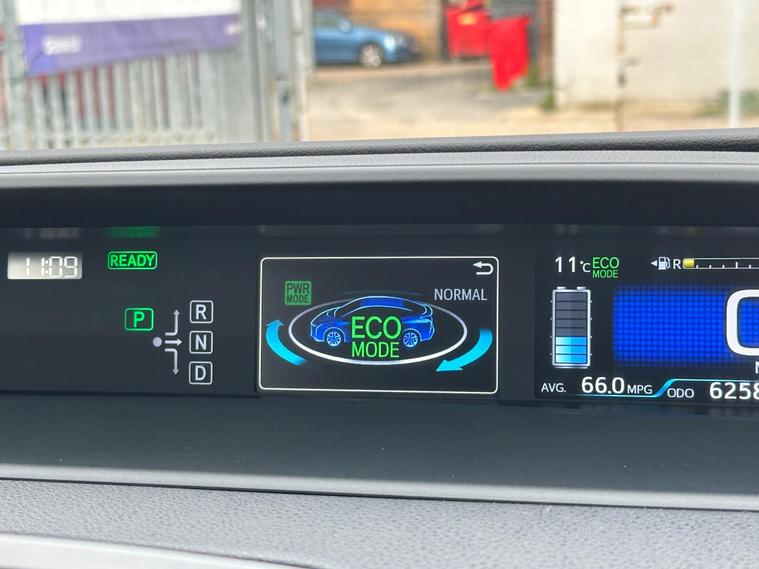 11:09
READY
P
R
N
D
PWR
MODE
NORMAL
ECO
MODE
11°C
ECO
MODE
R
AVG. 66.0 MPG
ODO 6258